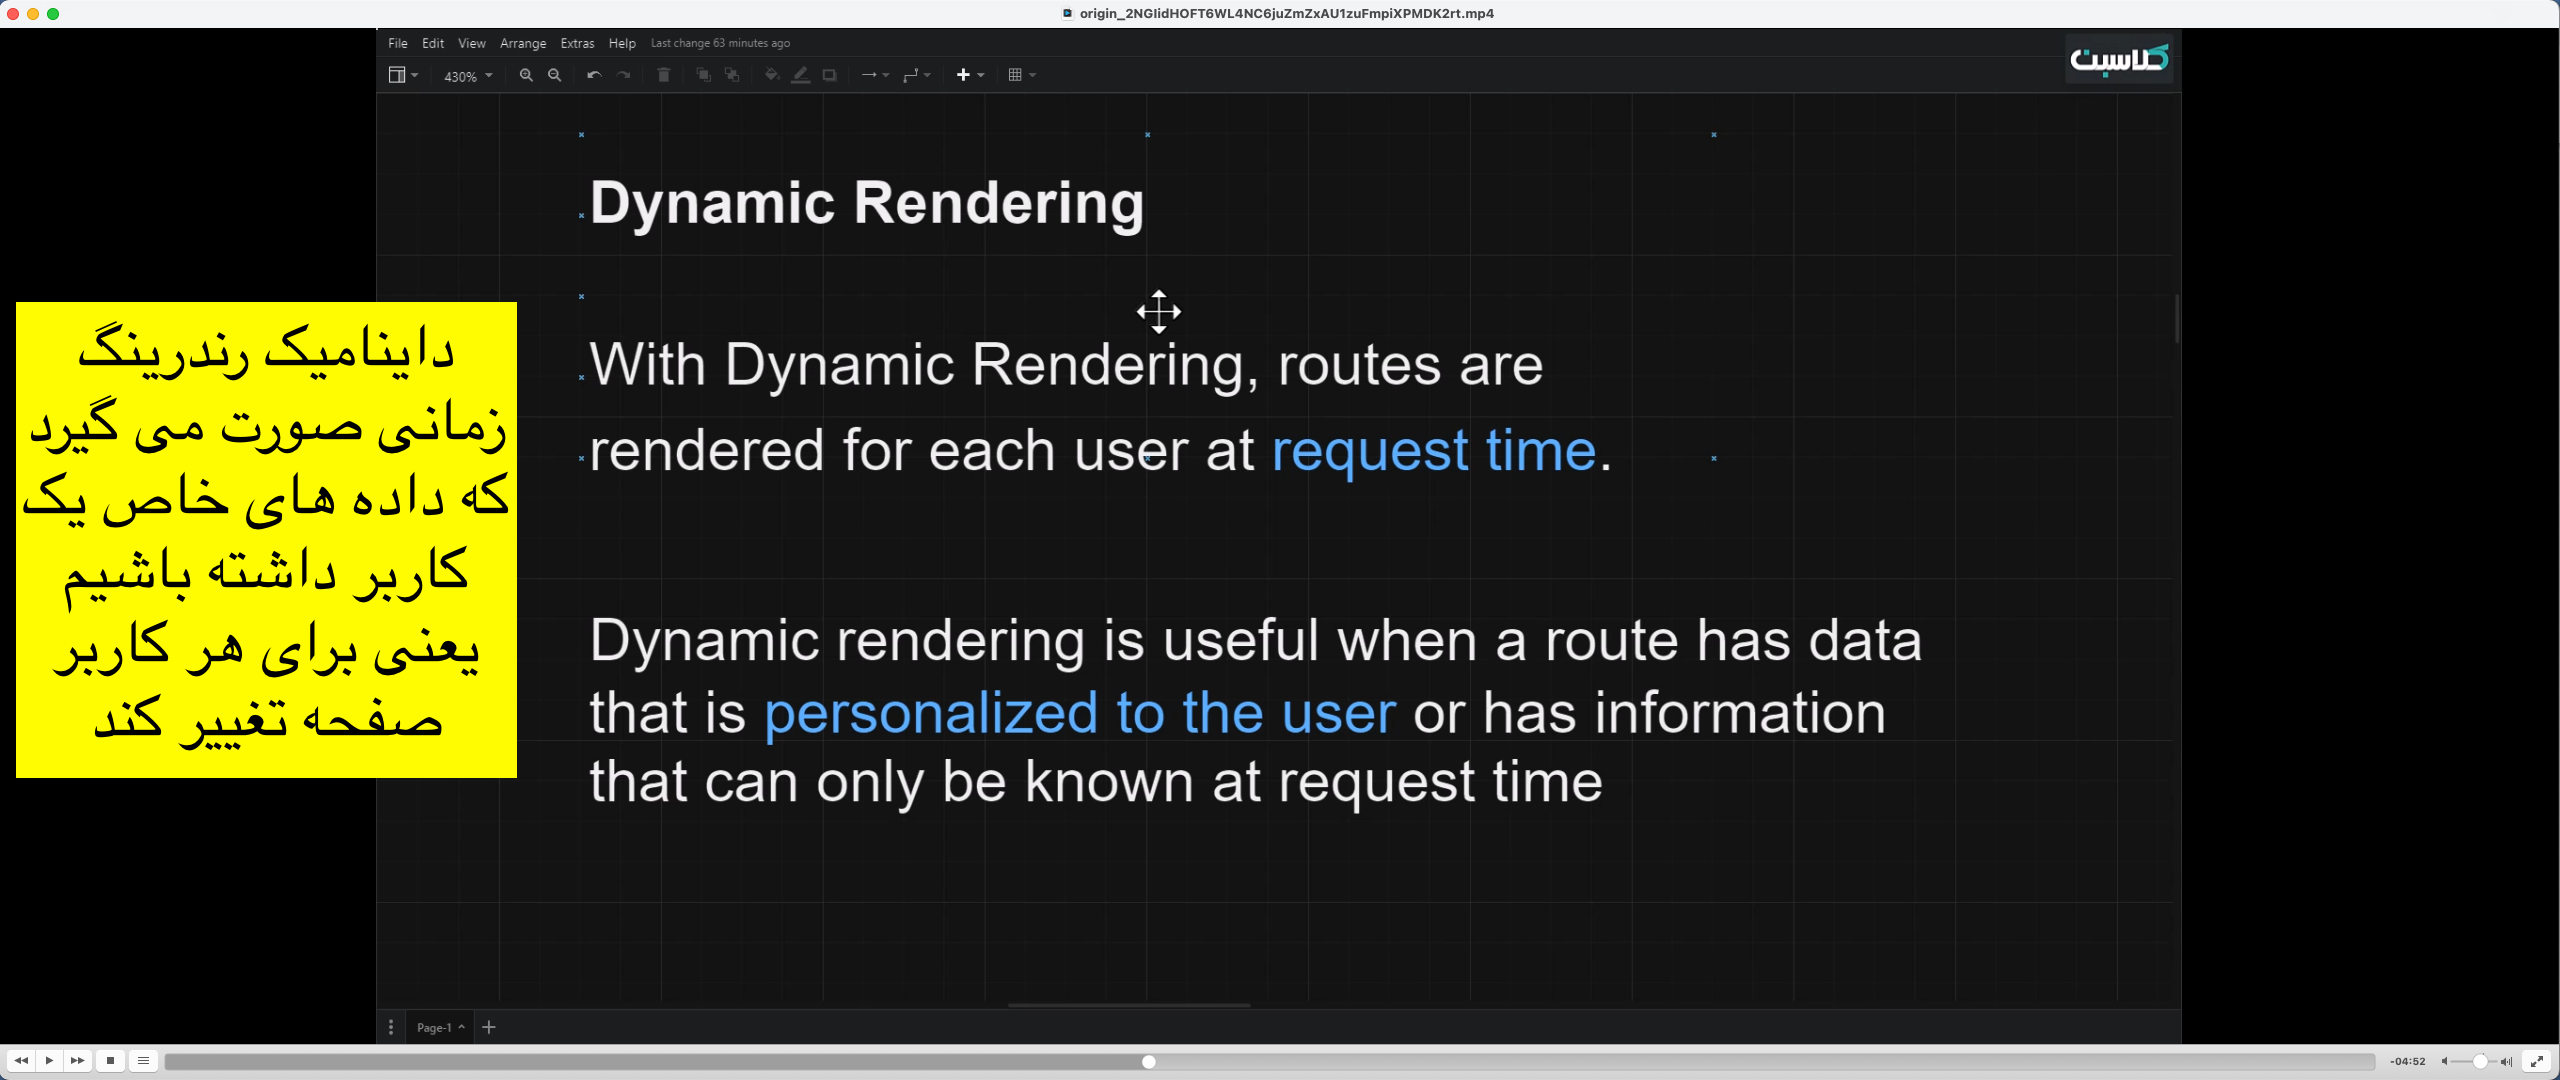 origin_2NGIidHOFT6WL4NC6juZmZxAU1zuFmpiXPMDK2rt.mp4
File Edit View Arrange Extras Help Last change 63 minutes ago
کلاسبن
430%
Dynamic Rendering
With Dynamic Rendering, routes are
rendered for each user at request time.
Dynamic rendering is useful when a route has data
that is personalized to the user or has information
that can only be known at request time
داینامیک رندرینگ
زمانی صورت می گیرد
که داده های خاص یک
کاربر داشته باشیم
یعنی برای هر کاربر
صفحه تغییر کند
Page-1
-04:52